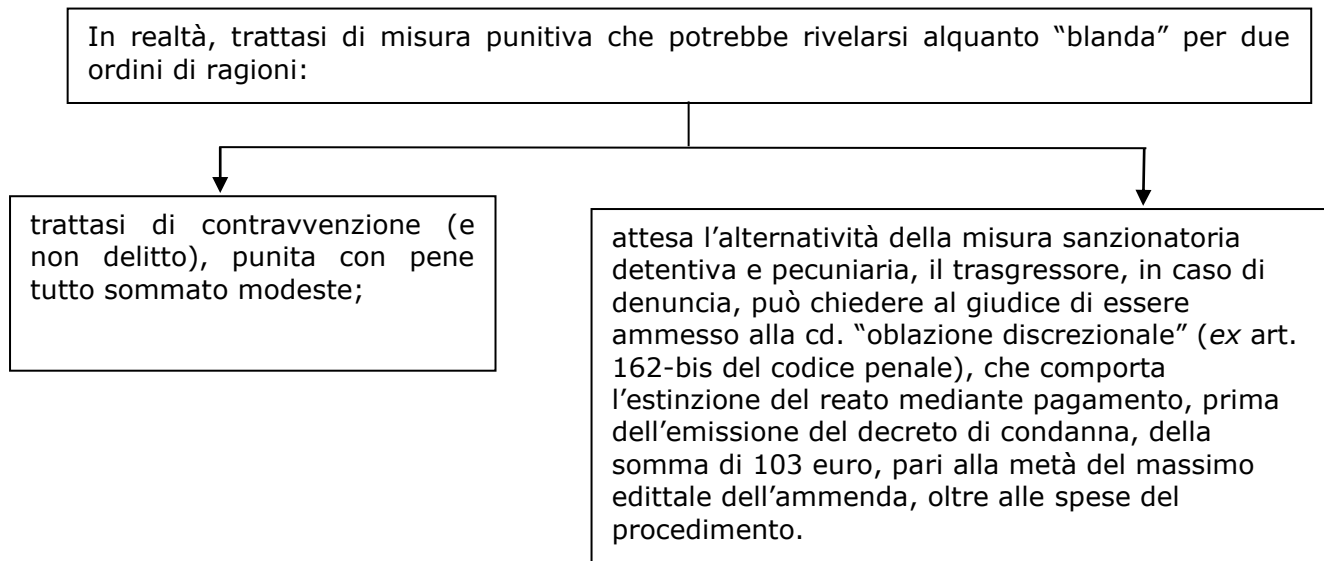 In realtà, trattasi di misura punitiva che potrebbe rivelarsi alquanto “blanda” per due
ordini di ragioni:
trattasi di contravvenzione (e
non delitto), punita con pene
tutto sommato modeste;
attesa l’alternatività della misura sanzionatoria
detentiva e pecuniaria, il trasgressore, in caso di
denuncia, può chiedere al giudice di essere
ammesso alla cd. “oblazione discrezionale” (ex art.
162-bis del codice penale), che comporta
l’estinzione del reato mediante pagamento, prima
dell’emissione del decreto di condanna, della
somma di 103 euro, pari alla metà del massimo
edittale dell’ammenda, oltre alle spese del
procedimento.